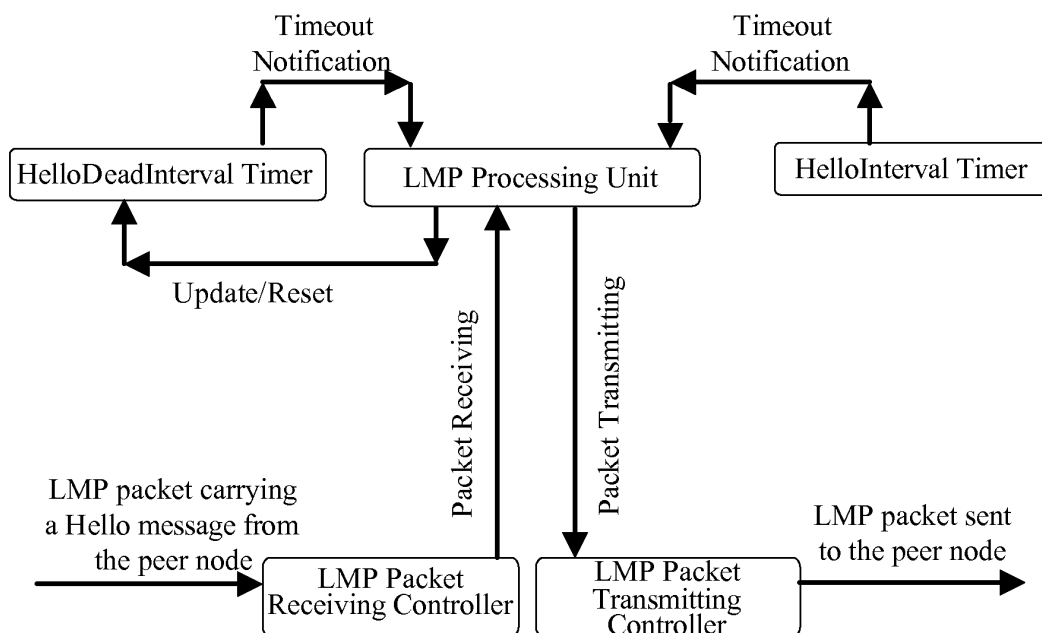 Timeout
Notification
Timeout
Notification
HelloDeadInterval Timer
LMP Processing Unit
HelloInterval Timer
Update/Reset
Packet Receiving
Packet Transmitting
LMP packet carrying
a Hello message from
the peer node
LMP packet sent
to the peer node
LMP Packet
Receiving Controller
LMP Packet
Transmitting
Controller